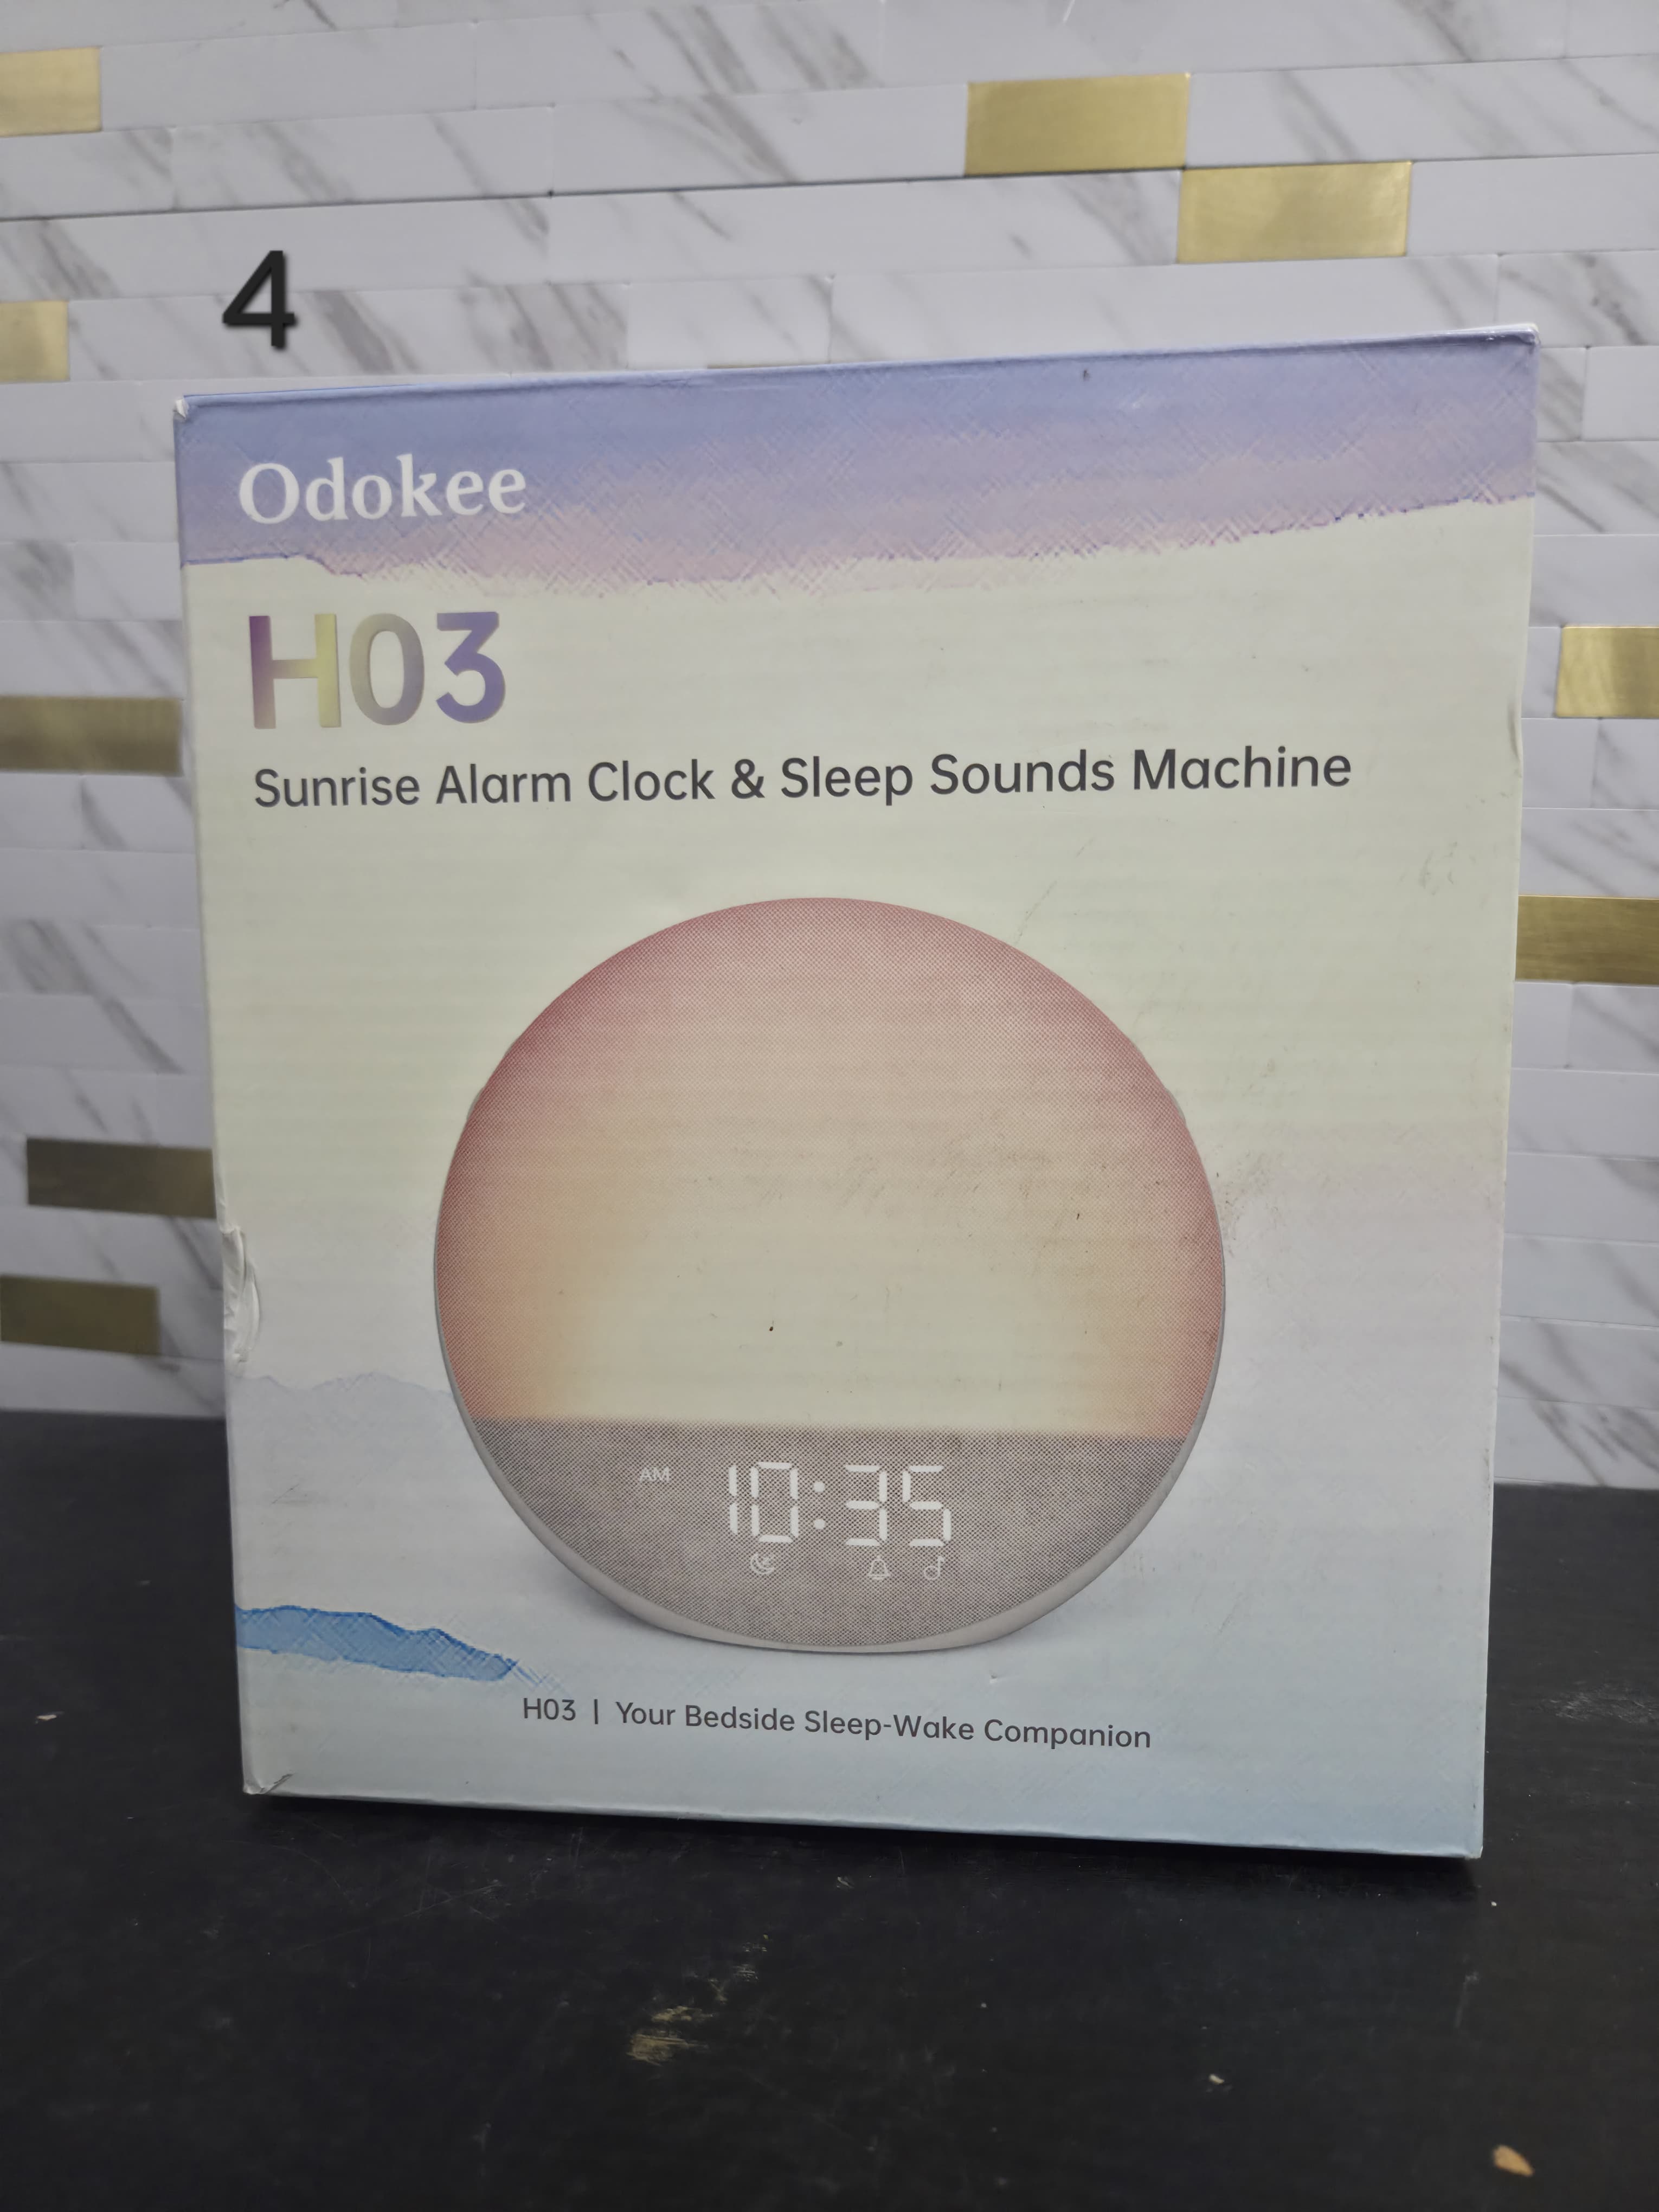 4
Odokee
H03
Sunrise Alarm Clock & Sleep Sounds Machine
AM 10:35
H03 | Your Bedside Sleep-Wake Companion